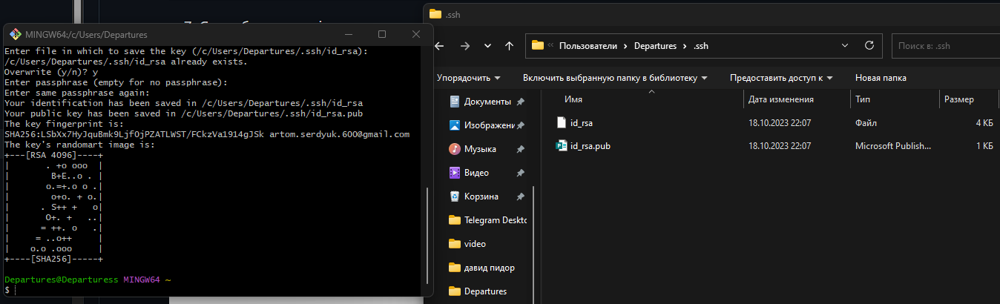 MINGW64:/c/Users/Departures
Enter file in which to save the key (/c/Users/Departures/.ssh/id_rsa):
/c/Users/Departures/.ssh/id_rsa already exists.
Overwrite (y/n)? y
Enter passphrase (empty for no passphrase):
Enter same passphrase again:
Your identification has been saved in /c/Users/Departures/.ssh/id_rsa
Your public key has been saved in /c/Users/Departures/.ssh/id_rsa.pub
The key fingerprint is:
SHA256:LSbXx7HyJquBmk9LjfOjPZATLWST/FCkzVa1914gJSk artom.serdyuk.600@gmail.com
The key's randomart image is:
+---[RSA 4096]----+
|       . +o ooo  |
|        B+E..o . |
|       o.=+.o o .|
|        o+o. + o.|
|      . S++ +   o|
|       O+. +   ..|
|      = ++. o   .|
|     = ..o++     |
|    o.o .ooo     |
+----[SHA256]-----+
Departures@Departuress MINGW64 ~
$
.ssh
« Пользователи › Departures › .ssh
Поиск в: .ssh
Упорядочить Включить выбранную папку в библиотеку Предоставить доступ к Новая папка
Документы
Изображени
Музыка
Видео
Корзина
Telegram Deskto
video
давид пидор
Departures
Имя Дата изменения Тип Размер
id_rsa 18.10.2023 22:07 Файл 4 КБ
id_rsa.pub 18.10.2023 22:07 Microsoft Publish... 1 КБ